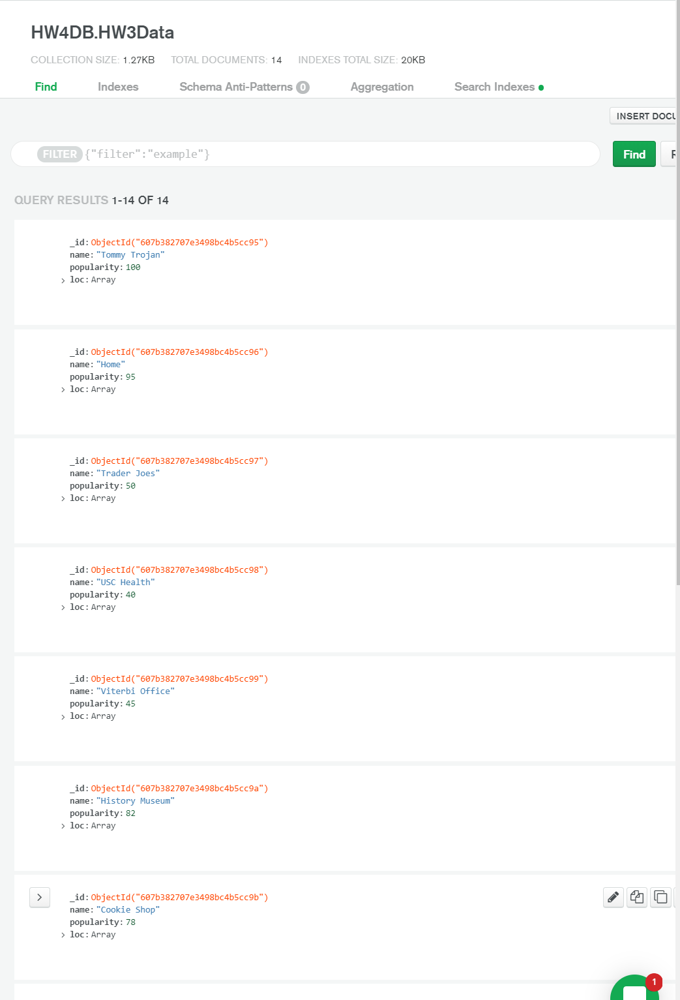 HW4DB.HW3Data
COLLECTION SIZE: 1.27KB TOTAL DOCUMENTS: 14 INDEXES TOTAL SIZE: 20KB
Find Indexes Schema Anti-Patterns 0 Aggregation Search Indexes
INSERT DOCU
FILTER {"filter":"example"} Find R
QUERY RESULTS 1-14 OF 14
_id: ObjectId("607b382707e3498bc4b5cc95")
name: "Tommy Trojan"
popularity: 100
> loc: Array
_id: ObjectId("607b382707e3498bc4b5cc96")
name: "Home"
popularity: 95
> loc: Array
_id: ObjectId("607b382707e3498bc4b5cc97")
name: "Trader Joes"
popularity: 50
> loc: Array
_id: ObjectId("607b382707e3498bc4b5cc98")
name: "USC Health"
popularity: 40
> loc: Array
_id: ObjectId("607b382707e3498bc4b5cc99")
name: "Viterbi Office"
popularity: 45
> loc: Array
_id: ObjectId("607b382707e3498bc4b5cc9a")
name: "History Museum"
popularity: 82
> loc: Array
> _id: ObjectId("607b382707e3498bc4b5cc9b")
name: "Cookie Shop"
popularity: 78
> loc: Array
1